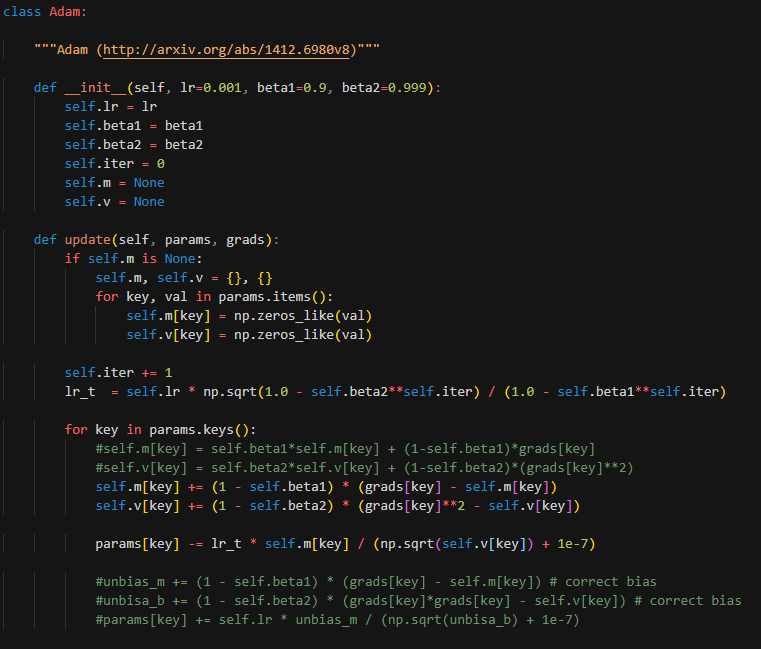 class Adam:
"""Adam (http://arxiv.org/abs/1412.6980v8)"""
def __init__(self, lr=0.001, beta1=0.9, beta2=0.999):
self.lr = lr
self.beta1 = beta1
self.beta2 = beta2
self.iter = 0
self.m = None
self.v = None
def update(self, params, grads):
if self.m is None:
self.m, self.v = {}, {}
for key, val in params.items():
self.m[key] = np.zeros_like(val)
self.v[key] = np.zeros_like(val)
self.iter += 1
lr_t  = self.lr * np.sqrt(1.0 - self.beta2**self.iter) / (1.0 - self.beta1**self.iter)
for key in params.keys():
#self.m[key] = self.beta1*self.m[key] + (1-self.beta1)*grads[key]
#self.v[key] = self.beta2*self.v[key] + (1-self.beta2)*(grads[key]**2)
self.m[key] += (1 - self.beta1) * (grads[key] - self.m[key])
self.v[key] += (1 - self.beta2) * (grads[key]**2 - self.v[key])
params[key] -= lr_t * self.m[key] / (np.sqrt(self.v[key]) + 1e-7)
#unbias_m += (1 - self.beta1) * (grads[key] - self.m[key]) # correct bias
#unbisa_b += (1 - self.beta2) * (grads[key]*grads[key] - self.v[key]) # correct bias
#params[key] += self.lr * unbias_m / (np.sqrt(unbisa_b) + 1e-7)